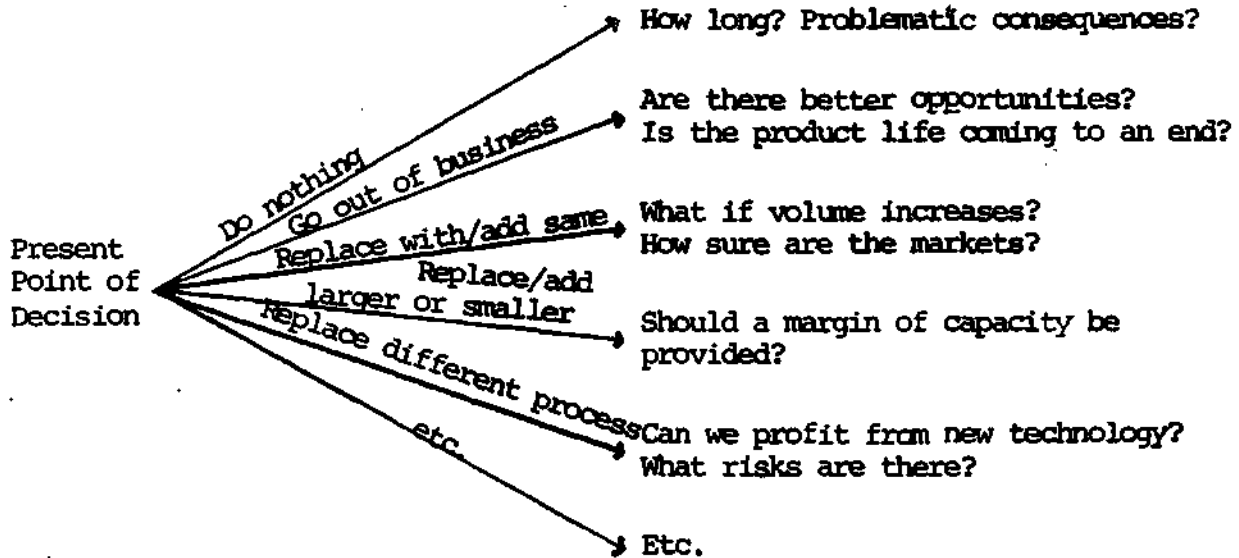 How long? Problematic consequences?
Do nothing
Are there better opportunities?
Is the product life coming to an end?
Go out of business
What if volume increases?
How sure are the markets?
Replace with/add same
Present
Point of
Decision
Replace/add
larger or smaller
Should a margin of capacity be
provided?
Replace different process
Can we profit from new technology?
What risks are there?
etc.
Etc.